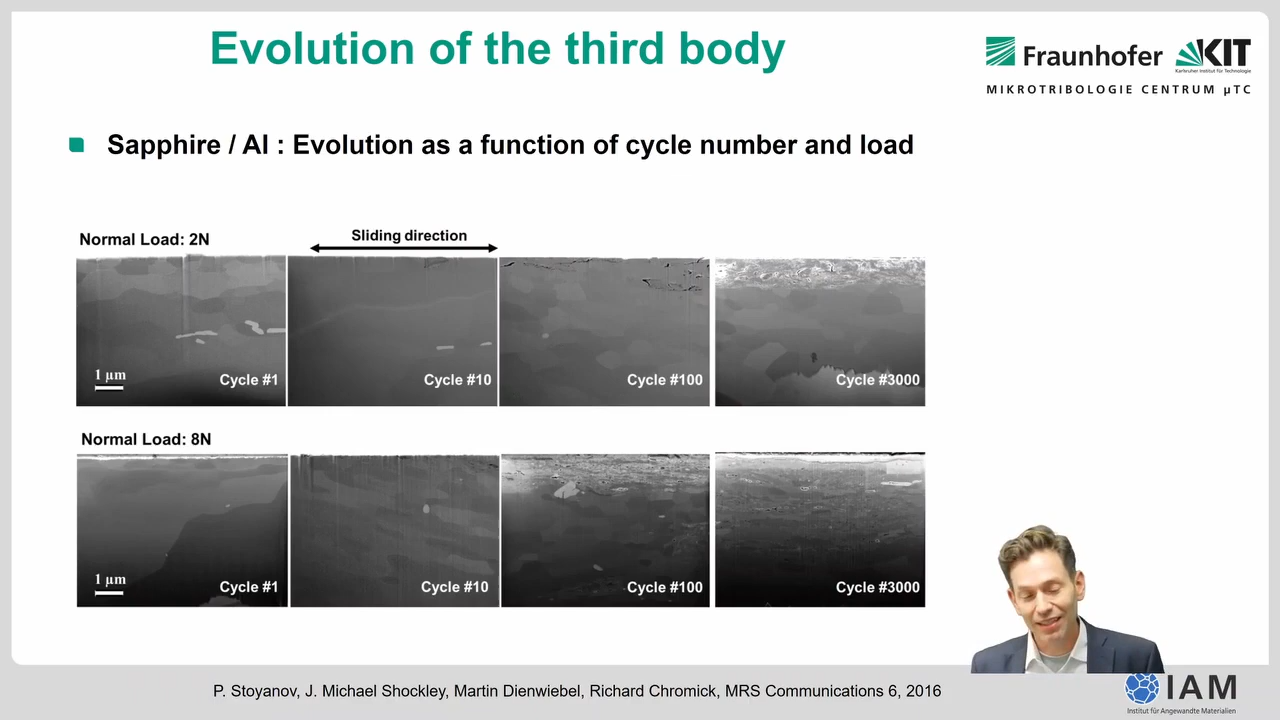 Evolution of the third body
Fraunhofer
KIT
Karlsruher Institut für Technologie
MIKROTRIBOLOGIE CENTRUM µTC
Sapphire / Al : Evolution as a function of cycle number and load
Normal Load: 2N
Sliding direction
1 µm
Cycle #1
Cycle #10
Cycle #100
Cycle #3000
Normal Load: 8N
1 µm
Cycle #1
Cycle #10
Cycle #100
Cycle #3000
P. Stoyanov, J. Michael Shockley, Martin Dienwiebel, Richard Chromick, MRS Communications 6, 2016
IAM
Institut für Angewandte Materialien